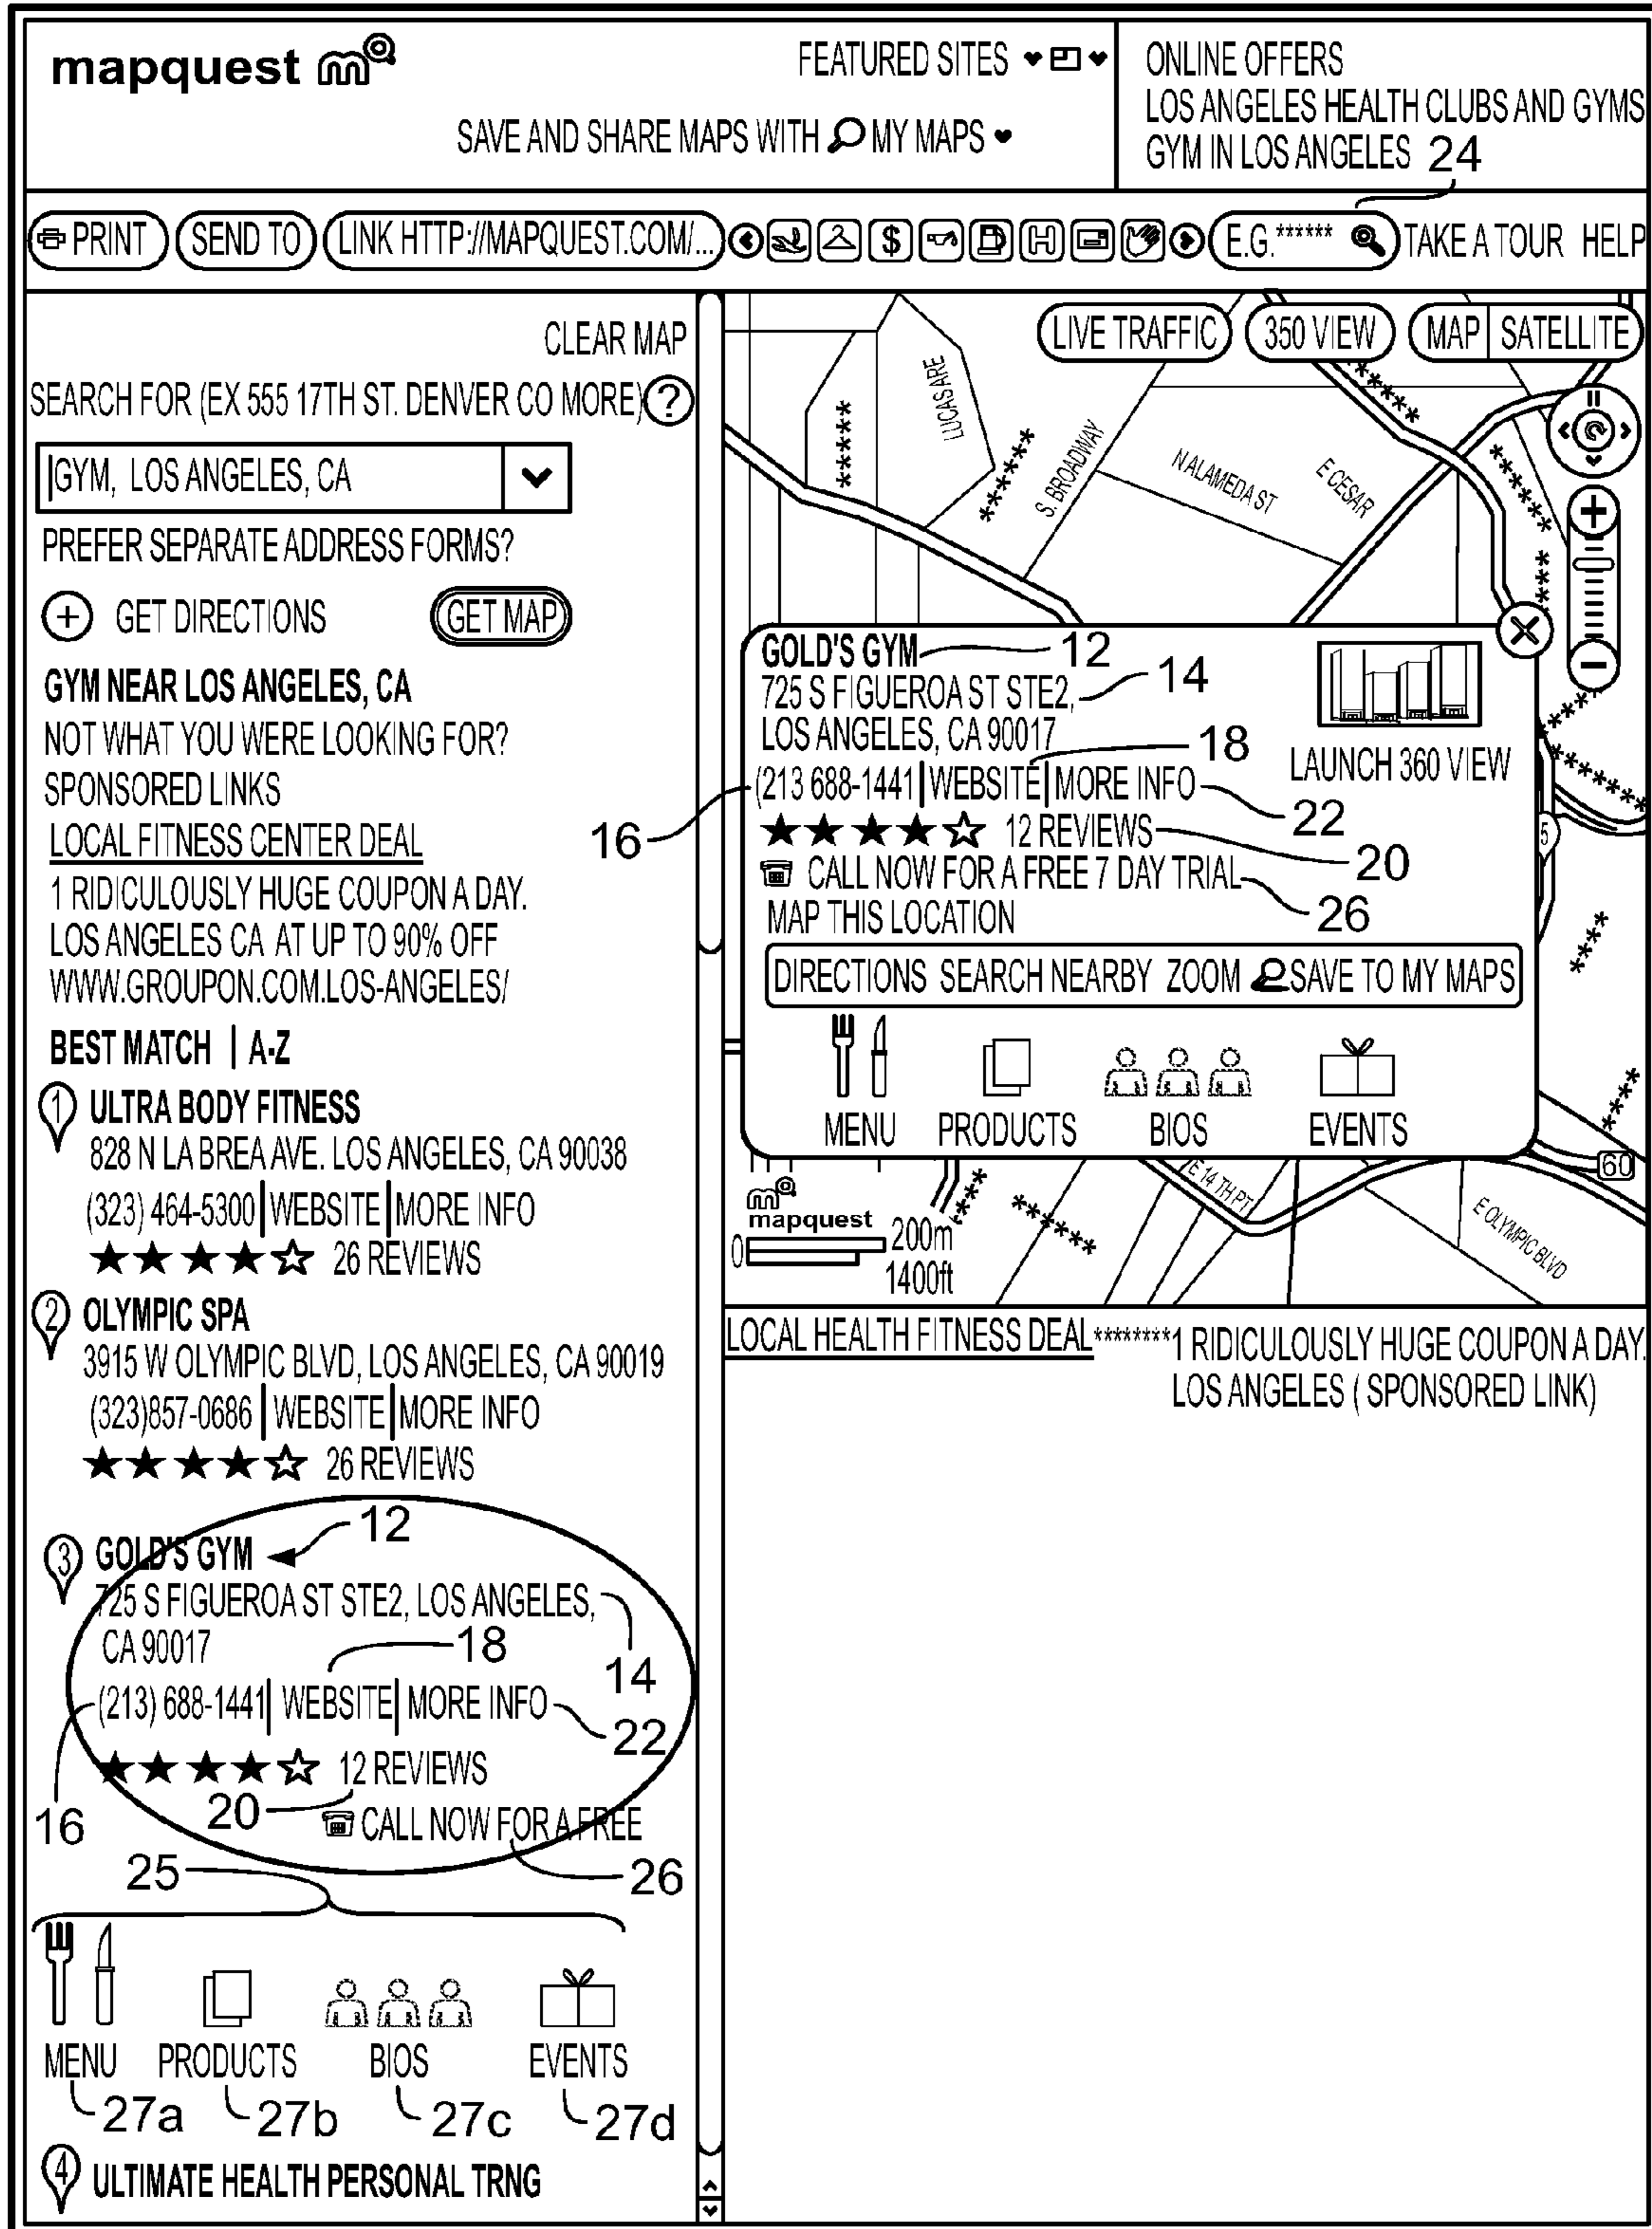 mapquest
FEATURED SITES
SAVE AND SHARE MAPS WITH MY MAPS
ONLINE OFFERS
LOS ANGELES HEALTH CLUBS AND GYMS
GYM IN LOS ANGELES 24
PRINT SEND TO LINK HTTP://MAPQUEST.COM/... $ H E.G. ****** TAKE A TOUR HELP
CLEAR MAP
SEARCH FOR (EX 555 17TH ST. DENVER CO MORE) ?
GYM, LOS ANGELES, CA
PREFER SEPARATE ADDRESS FORMS?
+ GET DIRECTIONS GET MAP
GYM NEAR LOS ANGELES, CA
NOT WHAT YOU WERE LOOKING FOR?
SPONSORED LINKS
LOCAL FITNESS CENTER DEAL
1 RIDICULOUSLY HUGE COUPON A DAY.
LOS ANGELES CA AT UP TO 90% OFF
WWW.GROUPON.COM.LOS-ANGELES/
BEST MATCH | A-Z
1 ULTRA BODY FITNESS
828 N LA BREA AVE. LOS ANGELES, CA 90038
(323) 464-5300|WEBSITE|MORE INFO
★★★★☆ 26 REVIEWS
2 OLYMPIC SPA
3915 W OLYMPIC BLVD, LOS ANGELES, CA 90019
(323)857-0686|WEBSITE|MORE INFO
★★★★☆ 26 REVIEWS
12
3 GOLD'S GYM
725 S FIGUEROA ST STE2, LOS ANGELES,
CA 90017
18
14
(213) 688-1441|WEBSITE|MORE INFO
22
★★★★☆ 12 REVIEWS
16
20
CALL NOW FOR A FREE
25
26
MENU PRODUCTS BIOS EVENTS
27a 27b 27c 27d
4 ULTIMATE HEALTH PERSONAL TRNG
LIVE TRAFFIC 350 VIEW MAP | SATELLITE
******
LUCAS ARE
******
S. BROADWAY
N ALAMEDA ST
E CESAR
******
******
****
+
−
GOLD'S GYM 12
725 S FIGUEROA ST STE2, 14
LOS ANGELES, CA 90017
18
(213 688-1441|WEBSITE|MORE INFO
LAUNCH 360 VIEW
16
22
★★★★☆ 12 REVIEWS
20
CALL NOW FOR A FREE 7 DAY TRIAL
26
MAP THIS LOCATION
DIRECTIONS SEARCH NEARBY ZOOM SAVE TO MY MAPS
MENU PRODUCTS BIOS EVENTS
****
******
5
****
****
60
E 14 TH PT
E OLYMPIC BLVD
****
******
mapquest
0 200m
1400ft
LOCAL HEALTH FITNESS DEAL********1 RIDICULOUSLY HUGE COUPON A DAY.
LOS ANGELES ( SPONSORED LINK)